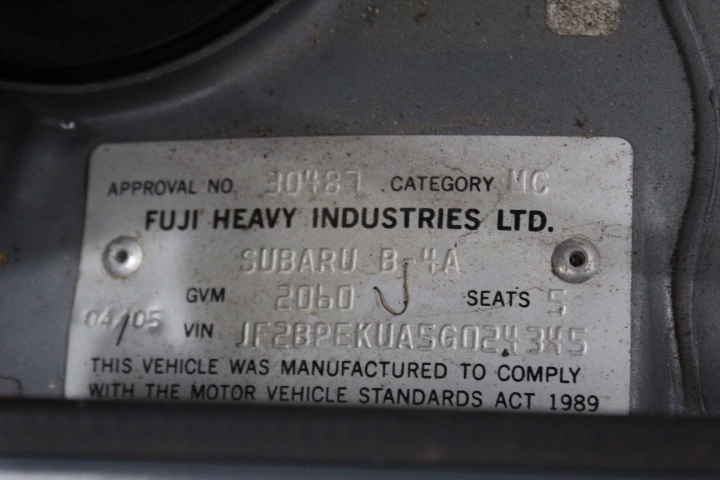 APPROVAL NO. 30487 CATEGORY MC
FUJI HEAVY INDUSTRIES LTD.
SUBARU B-4A
GVM 2060 SEATS 5
04/05 VIN JF2BPEKUA5G024345
THIS VEHICLE WAS MANUFACTURED TO COMPLY
WITH THE MOTOR VEHICLE STANDARDS ACT 1989